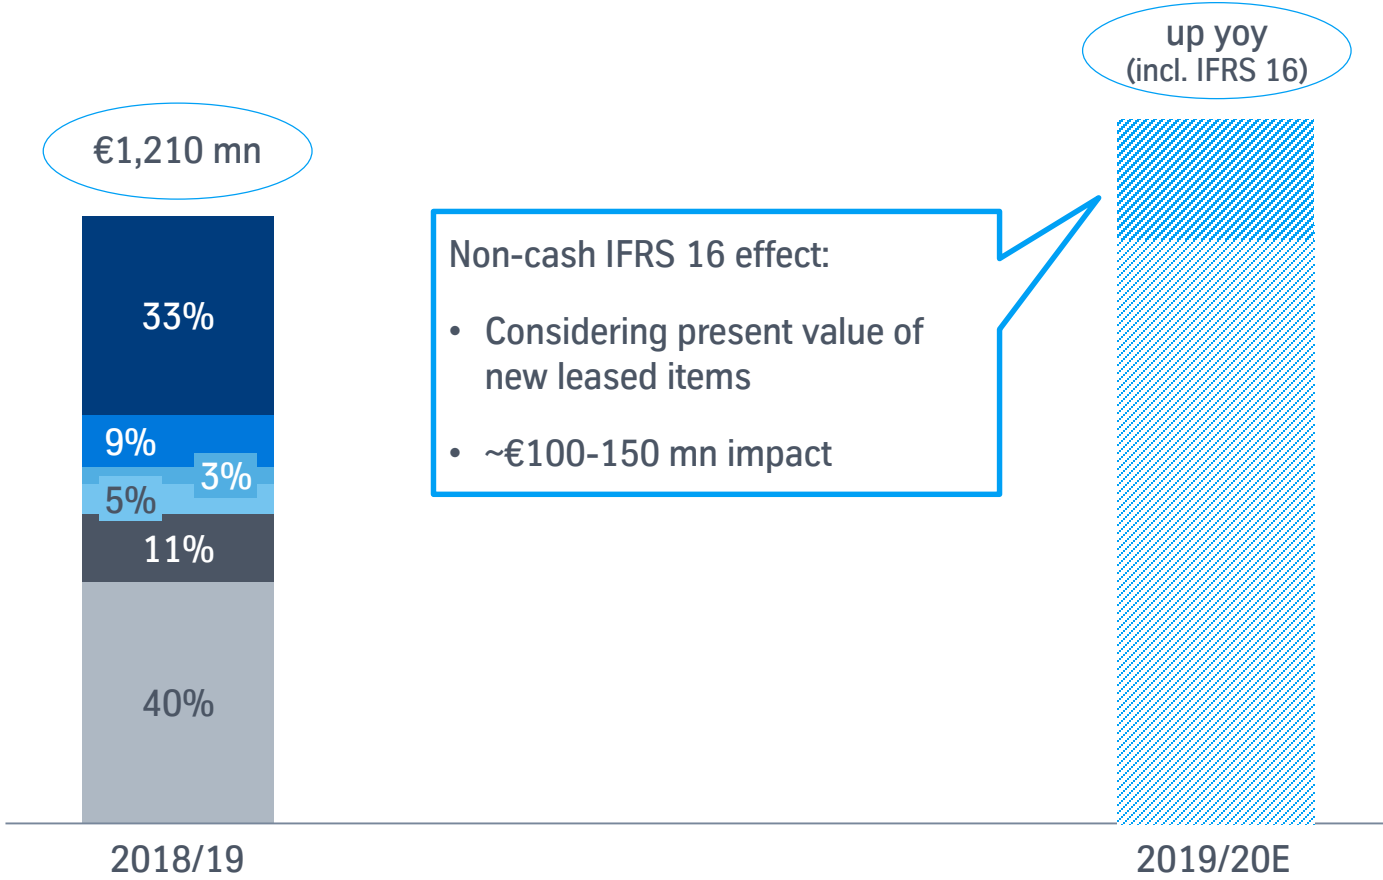 up yoy
(incl. IFRS 16)
€1,210 mn
Non-cash IFRS 16 effect:
• Considering present value of
new leased items
• ~€100-150 mn impact
33%
9%
3%
5%
11%
40%
2018/19
2019/20E